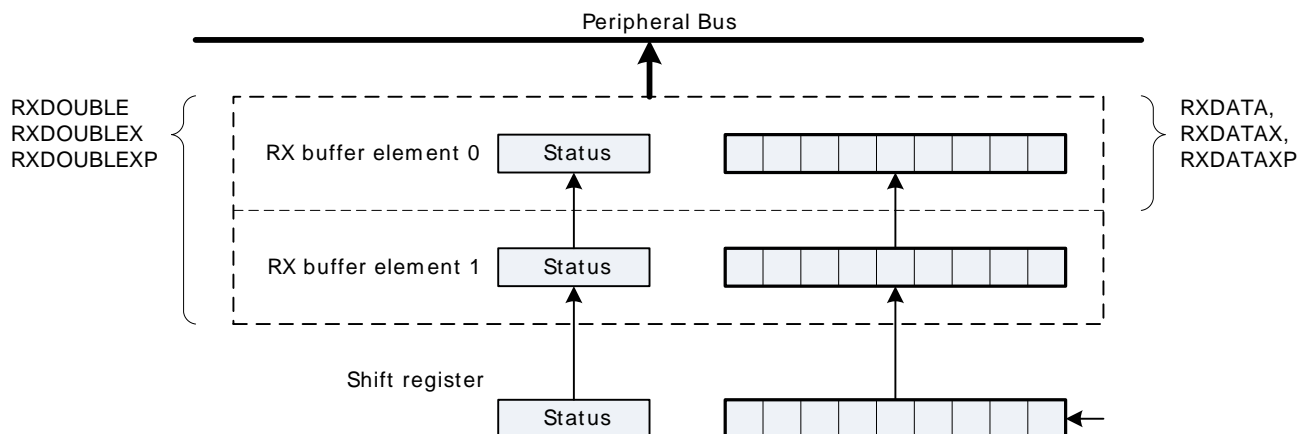 Peripheral Bus
RXDOUBLE
RXDOUBLEX
RXDOUBLEXP
RXDATA,
RXDATAX,
RXDATAXP
RX buffer element 0
Status
RX buffer element 1
Status
Shift register
Status